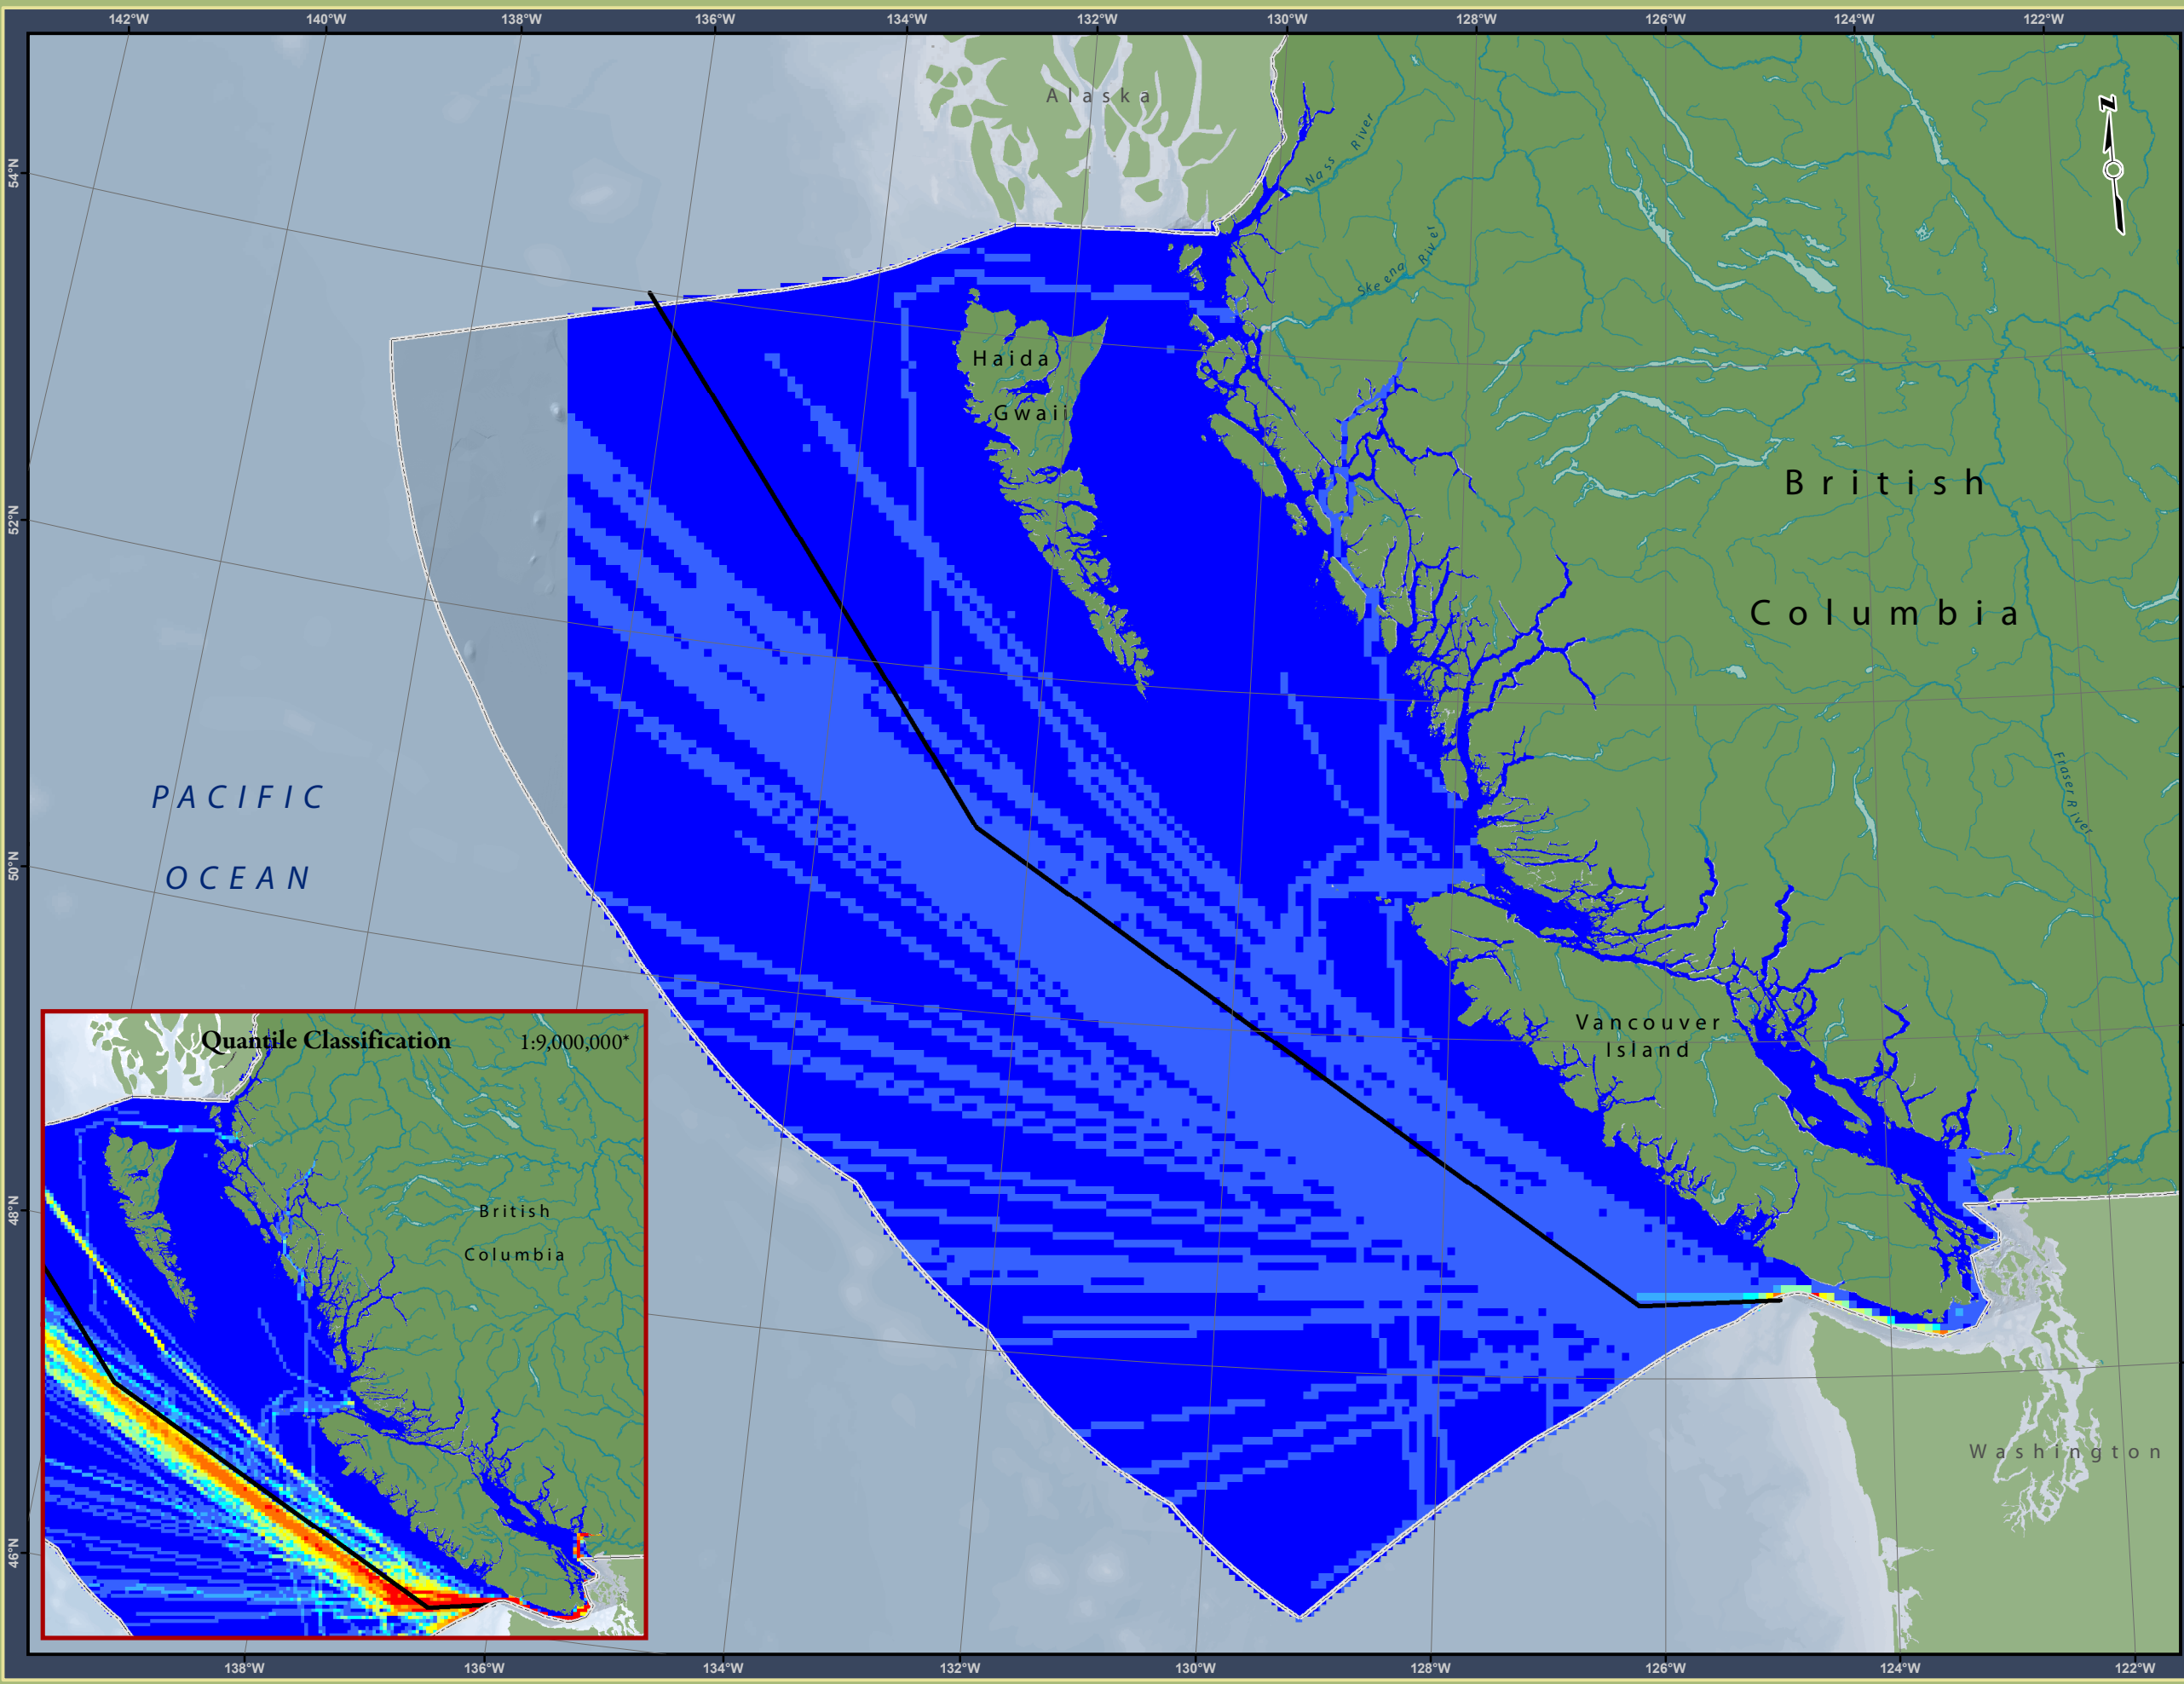 142°W 140°W 138°W 136°W 134°W 132°W 130°W 128°W 126°W 124°W 122°W
Alaska
N
54°N
Nass River
Skeena River
Haida
Gwaii
52°N
British
Columbia
PACIFIC
OCEAN
50°N
Fraser River
Vancouver
Island
Quantile Classification 1:9,000,000*
British
Columbia
48°N
Washington
46°N
138°W 136°W 134°W 132°W 130°W 128°W 126°W 124°W 122°W